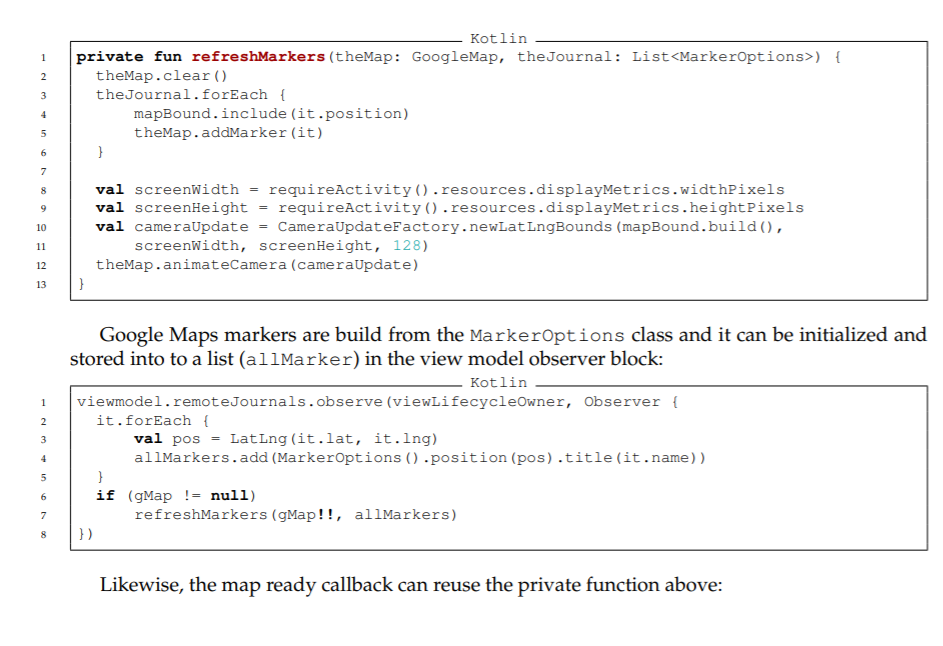 Kotlin
1 private fun refreshMarkers(theMap: GoogleMap, theJournal: List<MarkerOptions>) {
2   theMap.clear()
3   theJournal.forEach {
4       mapBound.include(it.position)
5       theMap.addMarker(it)
6   }
7
8   val screenWidth = requireActivity().resources.displayMetrics.widthPixels
9   val screenHeight = requireActivity().resources.displayMetrics.heightPixels
10   val cameraUpdate = CameraUpdateFactory.newLatLngBounds(mapBound.build(),
11       screenWidth, screenHeight, 128)
12   theMap.animateCamera(cameraUpdate)
13 }
Google Maps markers are build from the MarkerOptions class and it can be initialized and
stored into to a list (allMarker) in the view model observer block:
Kotlin
1 viewmodel.remoteJournals.observe(viewLifecycleOwner, Observer {
2   it.forEach {
3       val pos = LatLng(it.lat, it.lng)
4       allMarkers.add(MarkerOptions().position(pos).title(it.name))
5   }
6   if (gMap != null)
7       refreshMarkers(gMap!!, allMarkers)
8 })
Likewise, the map ready callback can reuse the private function above: